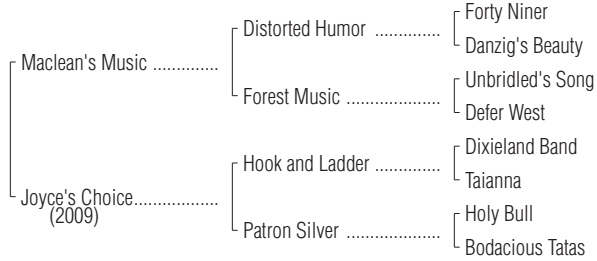 Forty Niner
Distorted Humor ..............
Danzig's Beauty
Maclean's Music ..............
Unbridled's Song
Forest Music ....................
Defer West
Dixieland Band
Hook and Ladder ..............
Taianna
Joyce's Choice..................
(2009)
Holy Bull
Patron Silver ....................
Bodacious Tatas